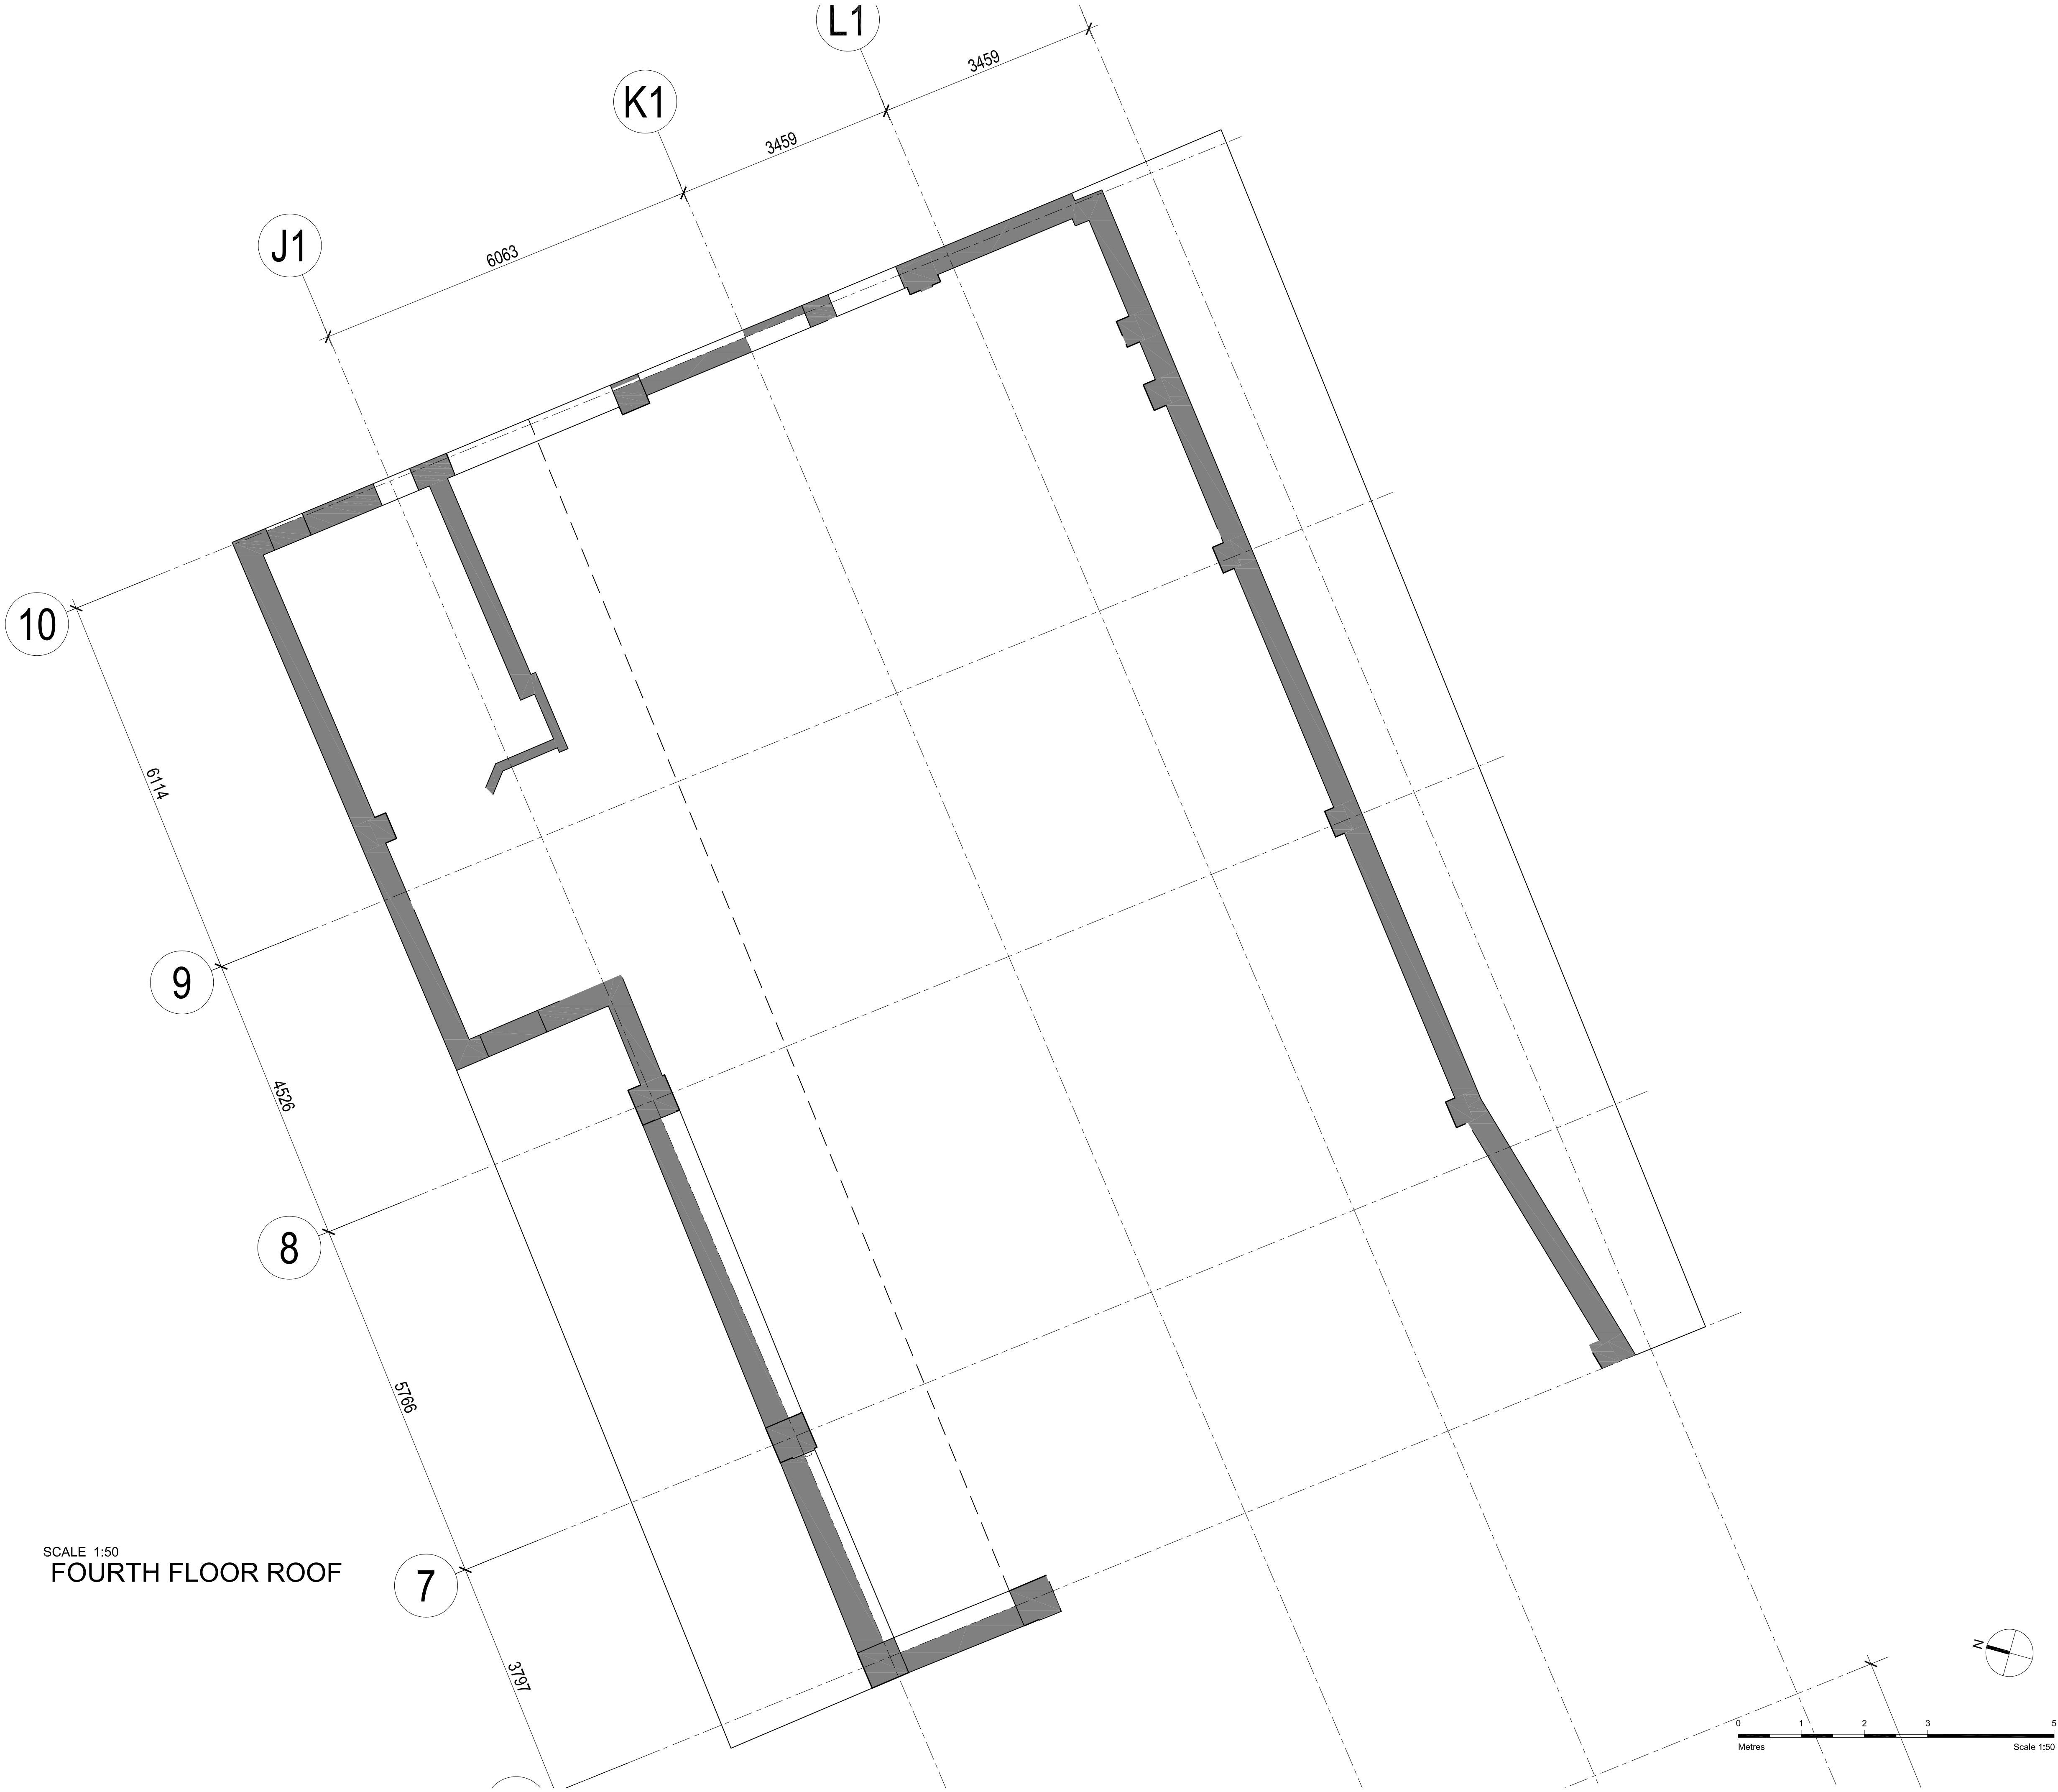 L1
3459
K1
3459
J1
6063
10
6114
9
4526
8
5766
7
3797
SCALE 1:50
FOURTH FLOOR ROOF
N
0 1 2 3 5
Metres Scale 1:50